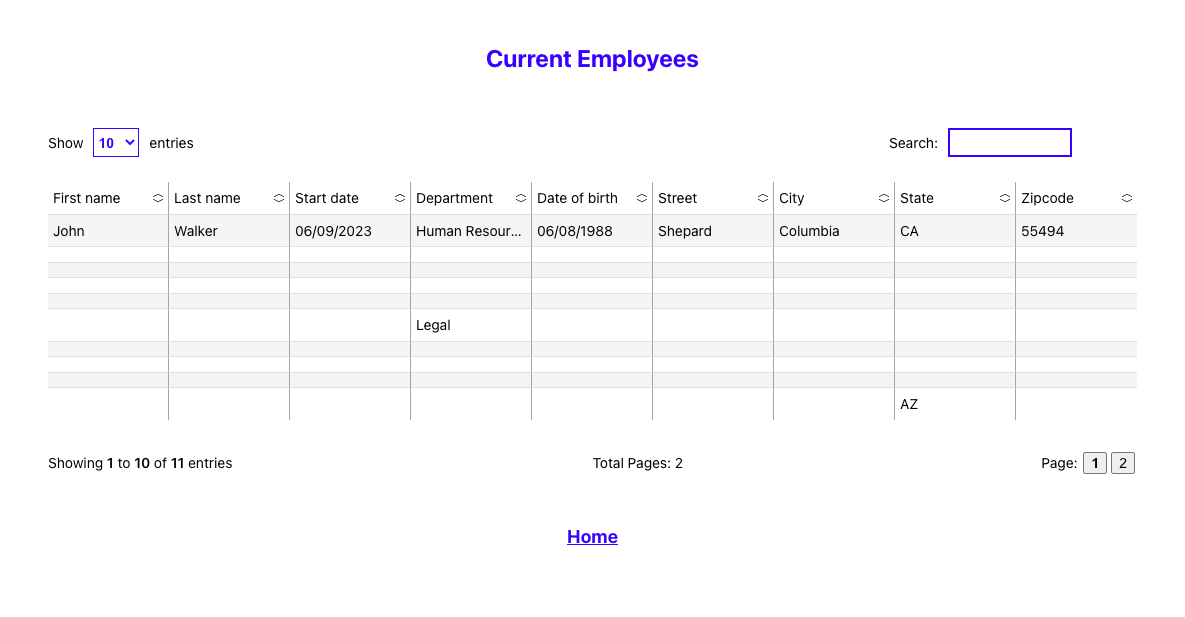 Current Employees
Show 10 entries Search:
First name Last name Start date Department Date of birth Street City State Zipcode
John Walker 06/09/2023 Human Resour... 06/08/1988 Shepard Columbia CA 55494
Legal
AZ
Showing 1 to 10 of 11 entries Total Pages: 2 Page: 1 2
Home